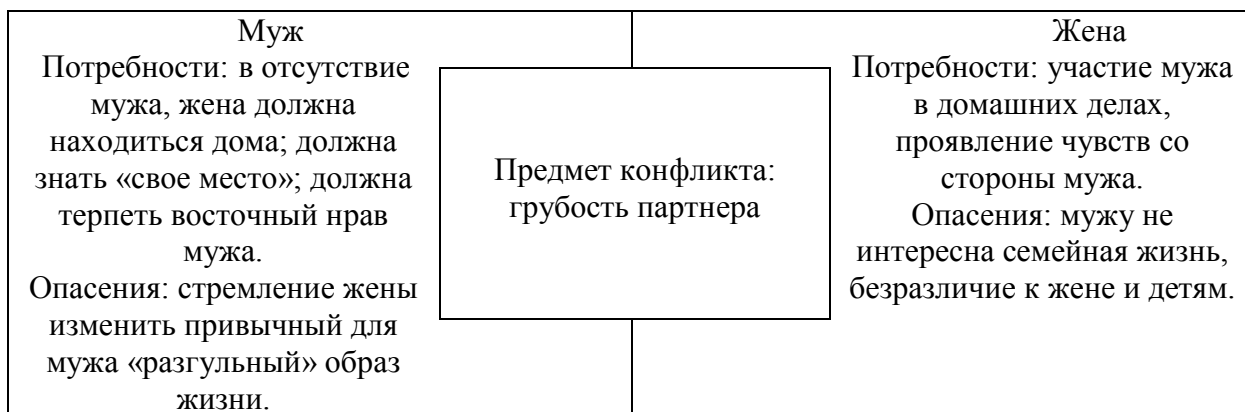 Муж
Потребности: в отсутствие
мужа, жена должна
находиться дома; должна
знать «свое место»; должна
терпеть восточный нрав
мужа.
Опасения: стремление жены
изменить привычный для
мужа «разгульный» образ
жизни.
Предмет конфликта:
грубость партнера
Жена
Потребности: участие мужа
в домашних делах,
проявление чувств со
стороны мужа.
Опасения: мужу не
интересна семейная жизнь,
безразличие к жене и детям.